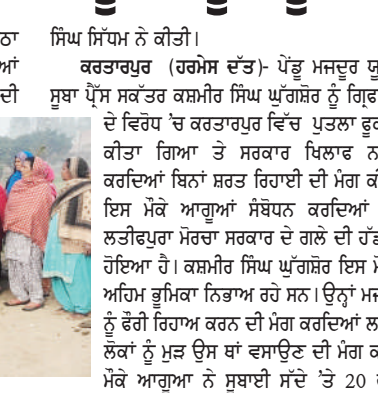 ਠਾ
ਆਂ
ਦੀ
ਸਿੰਘ ਸਿੱਧਮ ਨੇ ਕੀਤੀ।
ਕਰਤਾਰਪੁਰ (ਹਰਮੇਸ ਦੱਤ)- ਪੇਂਡੂ ਮਜਦੂਰ ਯੂ
ਸੂਬਾ ਪ੍ਰੈੱਸ ਸਕੱਤਰ ਕਸ਼ਮੀਰ ਸਿੰਘ ਘੁੱਗਸ਼ੋਰ ਨੂੰ ਗ੍ਰਿਫ
ਦੇ ਵਿਰੋਧ 'ਚ ਕਰਤਾਰਪੁਰ ਵਿੱਚ ਪੁਤਲਾ ਫੂਕ
ਕੀਤਾ ਗਿਆ ਤੇ ਸਰਕਾਰ ਖਿਲਾਫ ਨ
ਕਰਦਿਆਂ ਬਿਨਾਂ ਸ਼ਰਤ ਰਿਹਾਈ ਦੀ ਮੰਗ ਕੀ
ਇਸ ਮੌਕੇ ਆਗੂਆਂ ਸੰਬੋਧਨ ਕਰਦਿਆਂ
ਲਤੀਫਪੁਰਾ ਮੋਰਚਾ ਸਰਕਾਰ ਦੇ ਗਲੇ ਦੀ ਹੱਡ
ਹੋਇਆ ਹੈ। ਕਸ਼ਮੀਰ ਸਿੰਘ ਘੁੱਗਸ਼ੋਰ ਇਸ ਮੋ
ਅਹਿਮ ਭੂਮਿਕਾ ਨਿਭਾਅ ਰਹੇ ਸਨ। ਉਨ੍ਹਾਂ ਮਜ
ਨੂੰ ਫੌਰੀ ਰਿਹਾਅ ਕਰਨ ਦੀ ਮੰਗ ਕਰਦਿਆਂ ਲ
ਲੋਕਾਂ ਨੂੰ ਮੁੜ ਉਸ ਥਾਂ ਵਸਾਉਣ ਦੀ ਮੰਗ ਕ
ਮੌਕੇ ਆਗੂਆ ਨੇ ਸੂਬਾਈ ਸੱਦੇ 'ਤੇ 20